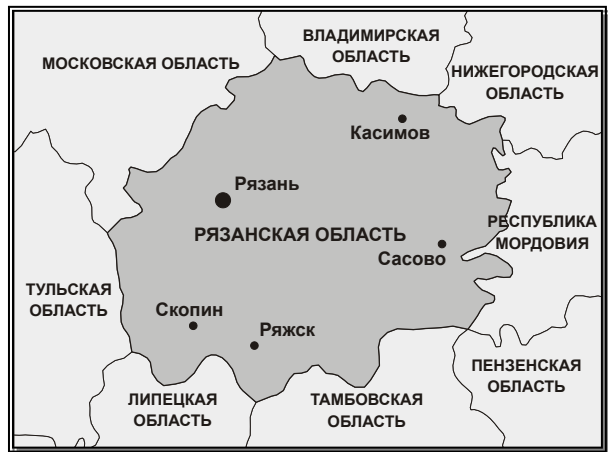 ВЛАДИМИРСКАЯ
ОБЛАСТЬ
МОСКОВСКАЯ ОБЛАСТЬ
НИЖЕГОРОДСКАЯ
ОБЛАСТЬ
Касимов
Рязань
РЕСПУБЛИКА
МОРДОВИЯ
РЯЗАНСКАЯ ОБЛАСТЬ
Сасово
ТУЛЬСКАЯ
ОБЛАСТЬ
Скопин
Ряжск
ПЕНЗЕНСКАЯ
ОБЛАСТЬ
ЛИПЕЦКАЯ
ОБЛАСТЬ
ТАМБОВСКАЯ
ОБЛАСТЬ